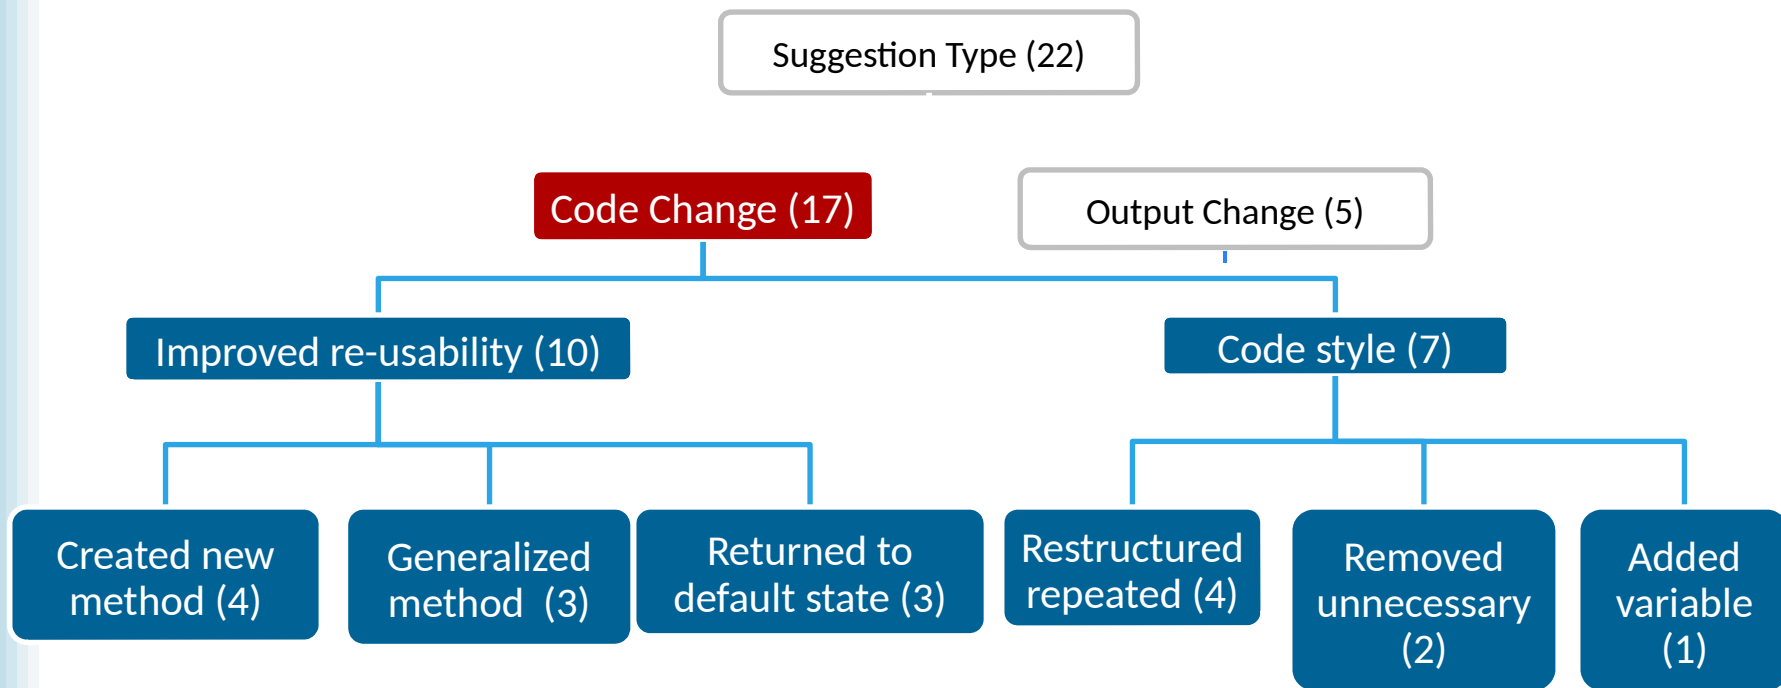 Suggestion Type (22)
Code Change (17)
Output Change (5)
Improved re-usability (10)
Code style (7)
Created new
method (4)
Generalized
method (3)
Returned to
default state (3)
Restructured
repeated (4)
Removed
unnecessary
(2)
Added
variable
(1)